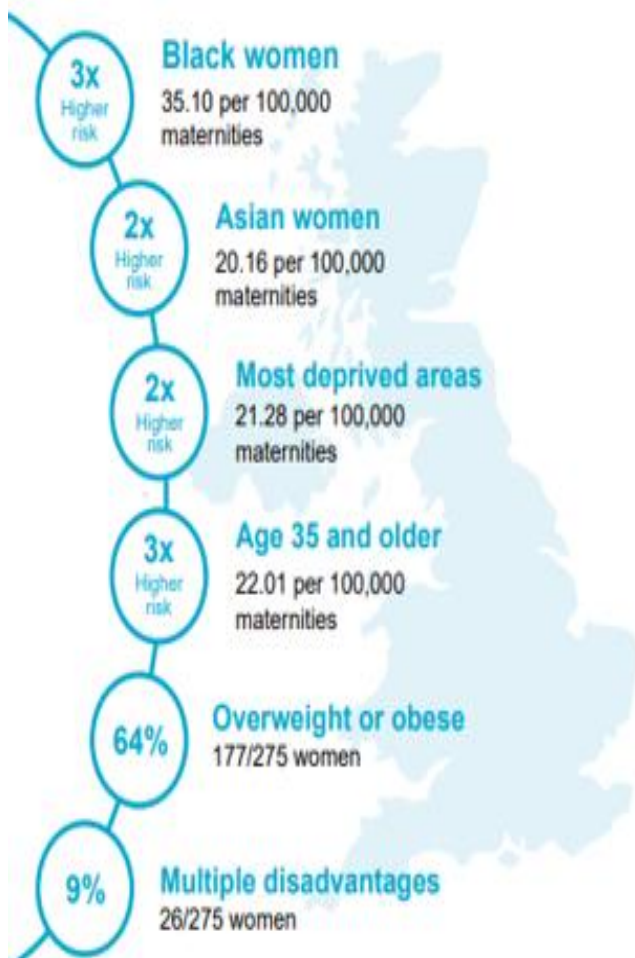 3x
Higher
risk
Black women
35.10 per 100,000
maternities
2x
Higher
risk
Asian women
20.16 per 100,000
maternities
2x
Higher
risk
Most deprived areas
21.28 per 100,000
maternities
3x
Higher
risk
Age 35 and older
22.01 per 100,000
maternities
64%
Overweight or obese
177/275 women
9%
Multiple disadvantages
26/275 women